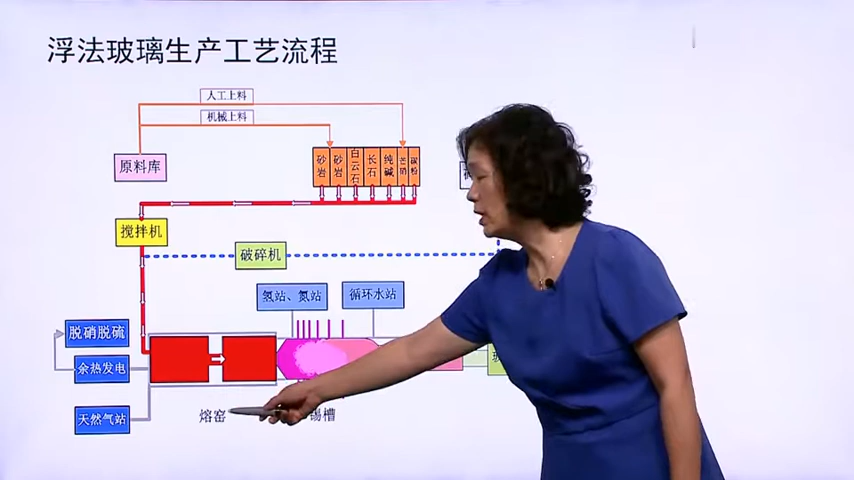 浮法玻璃生产工艺流程
人工上料
机械上料
原料库
砂岩
砂岩
白云石
长石
纯碱
芒硝
碳粉
搅拌机
破碎机
氢站、氮站
循环水站
脱硝脱硫
余热发电
天然气站
熔窑
锡槽